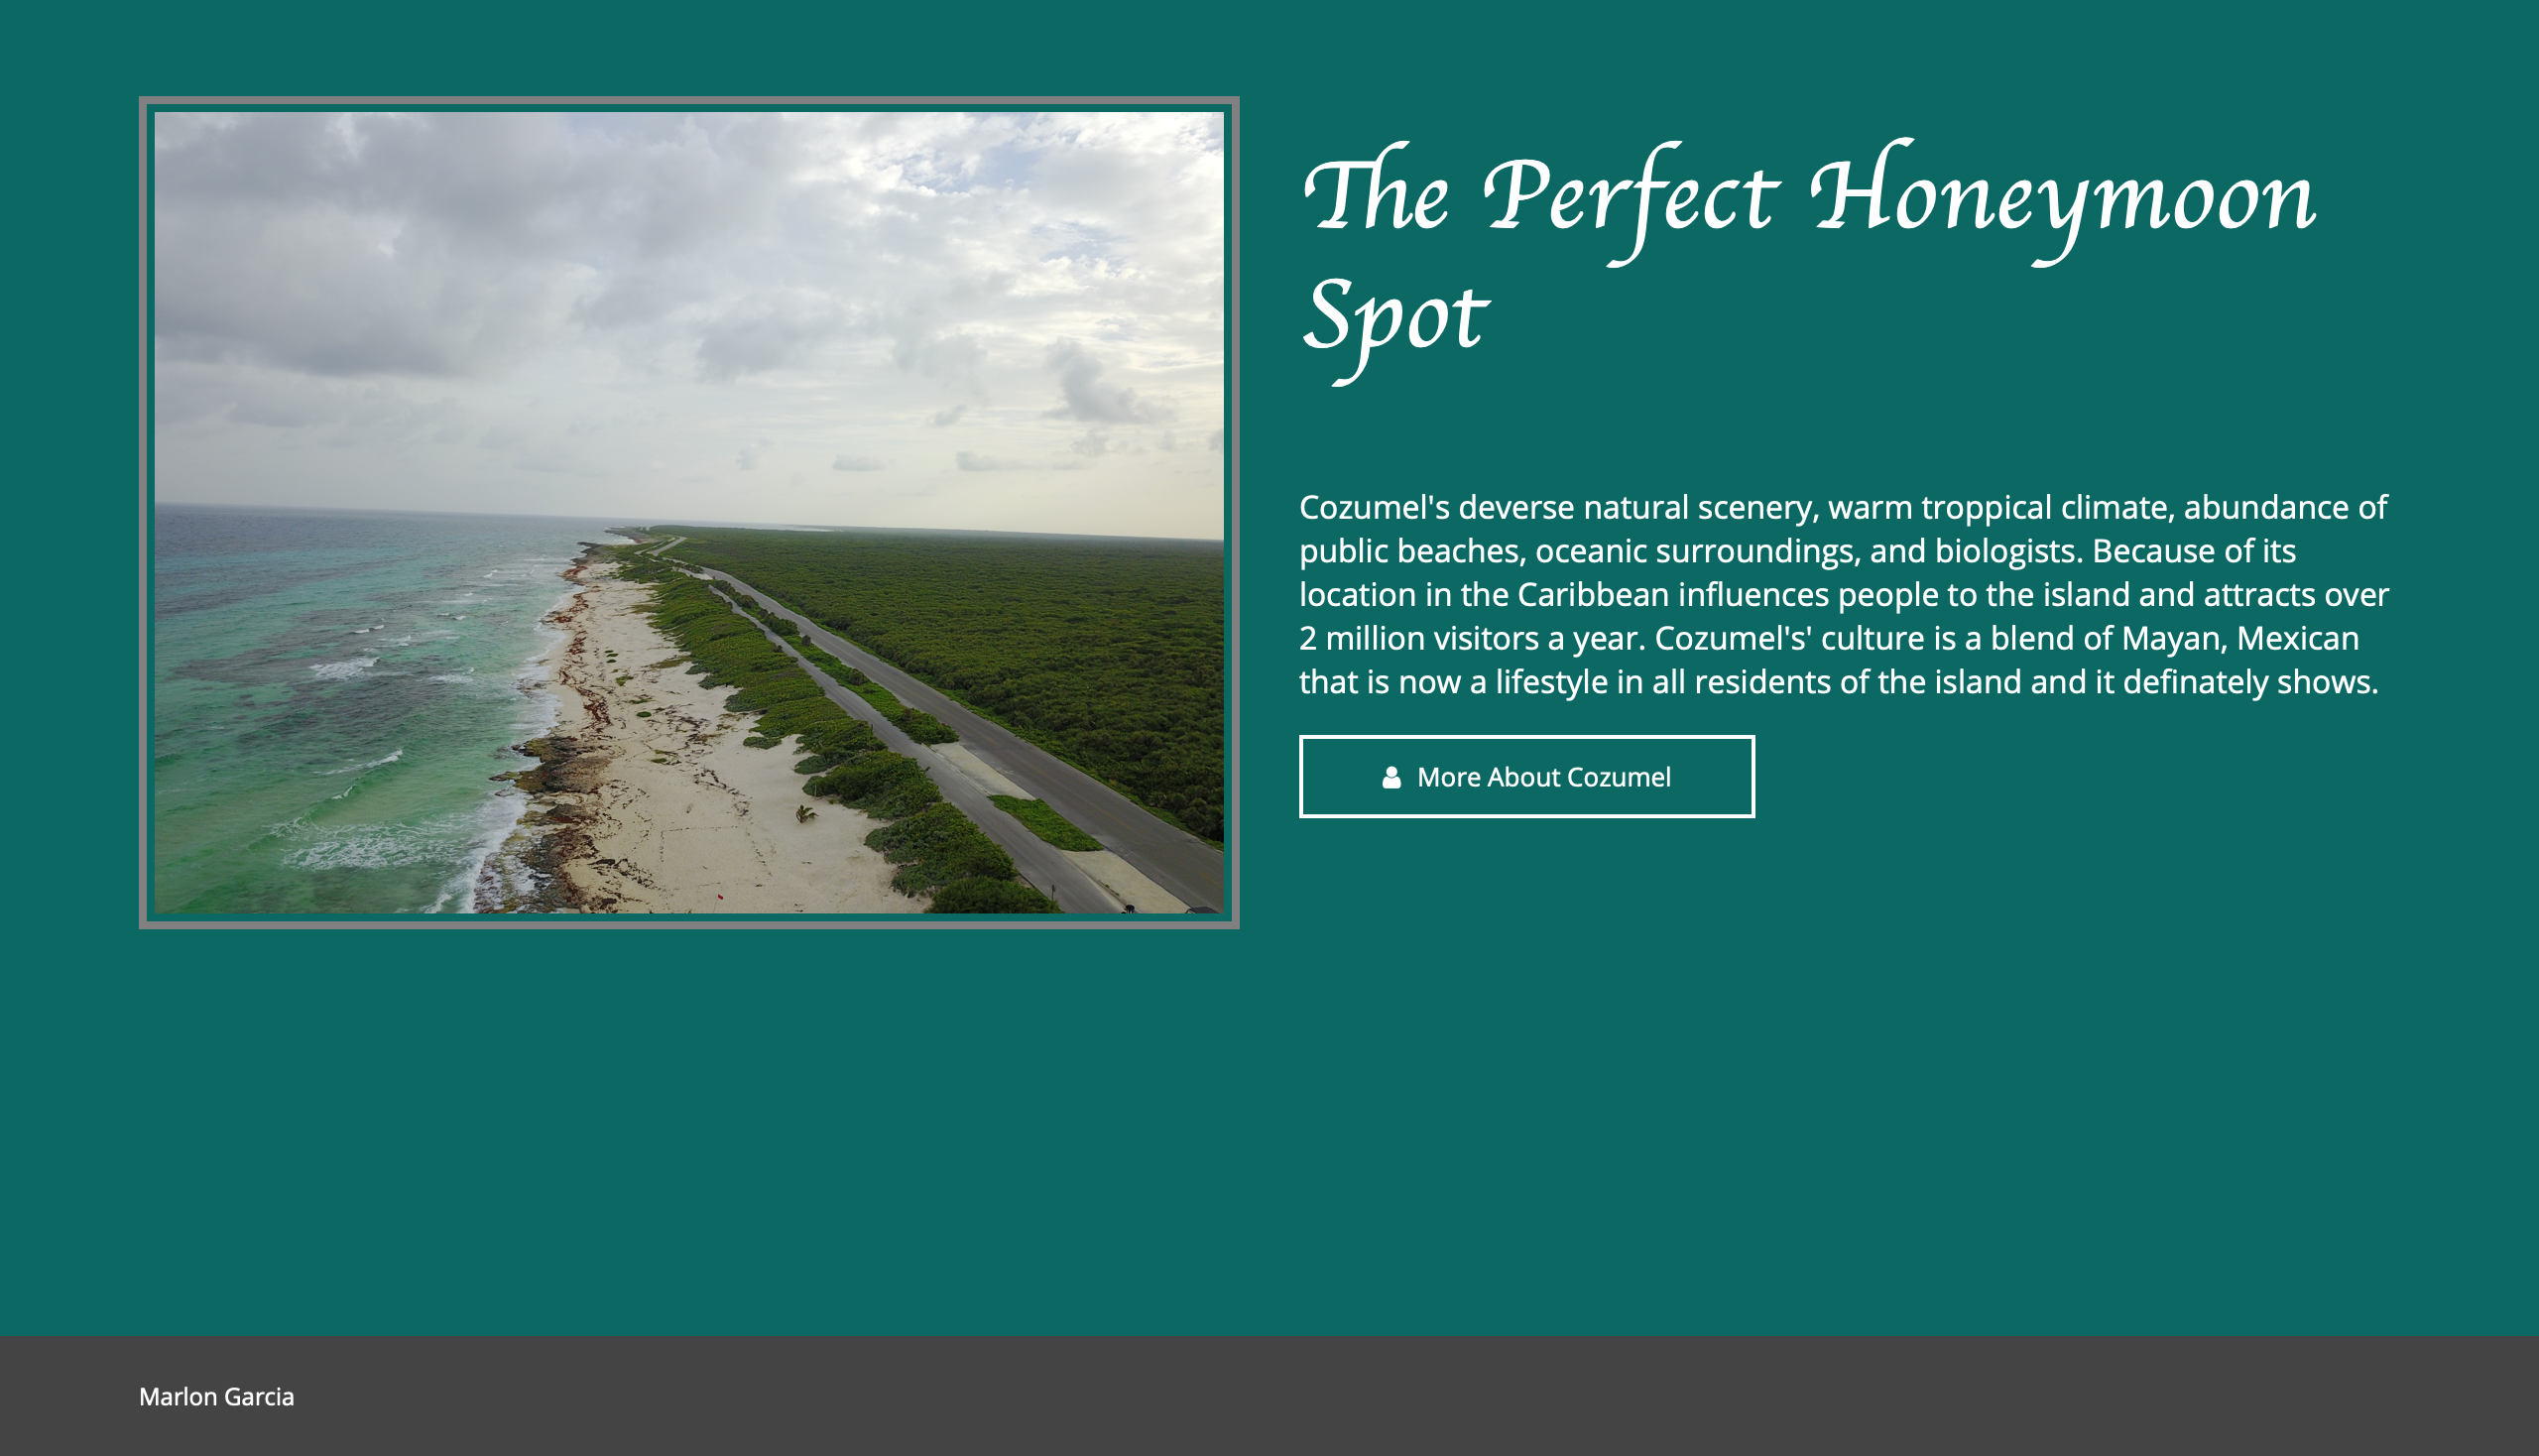 The Perfect Honeymoon
Spot
Cozumel's deverse natural scenery, warm troppical climate, abundance of
public beaches, oceanic surroundings, and biologists. Because of its
location in the Caribbean influences people to the island and attracts over
2 million visitors a year. Cozumel's' culture is a blend of Mayan, Mexican
that is now a lifestyle in all residents of the island and it definately shows.
More About Cozumel
Marlon Garcia